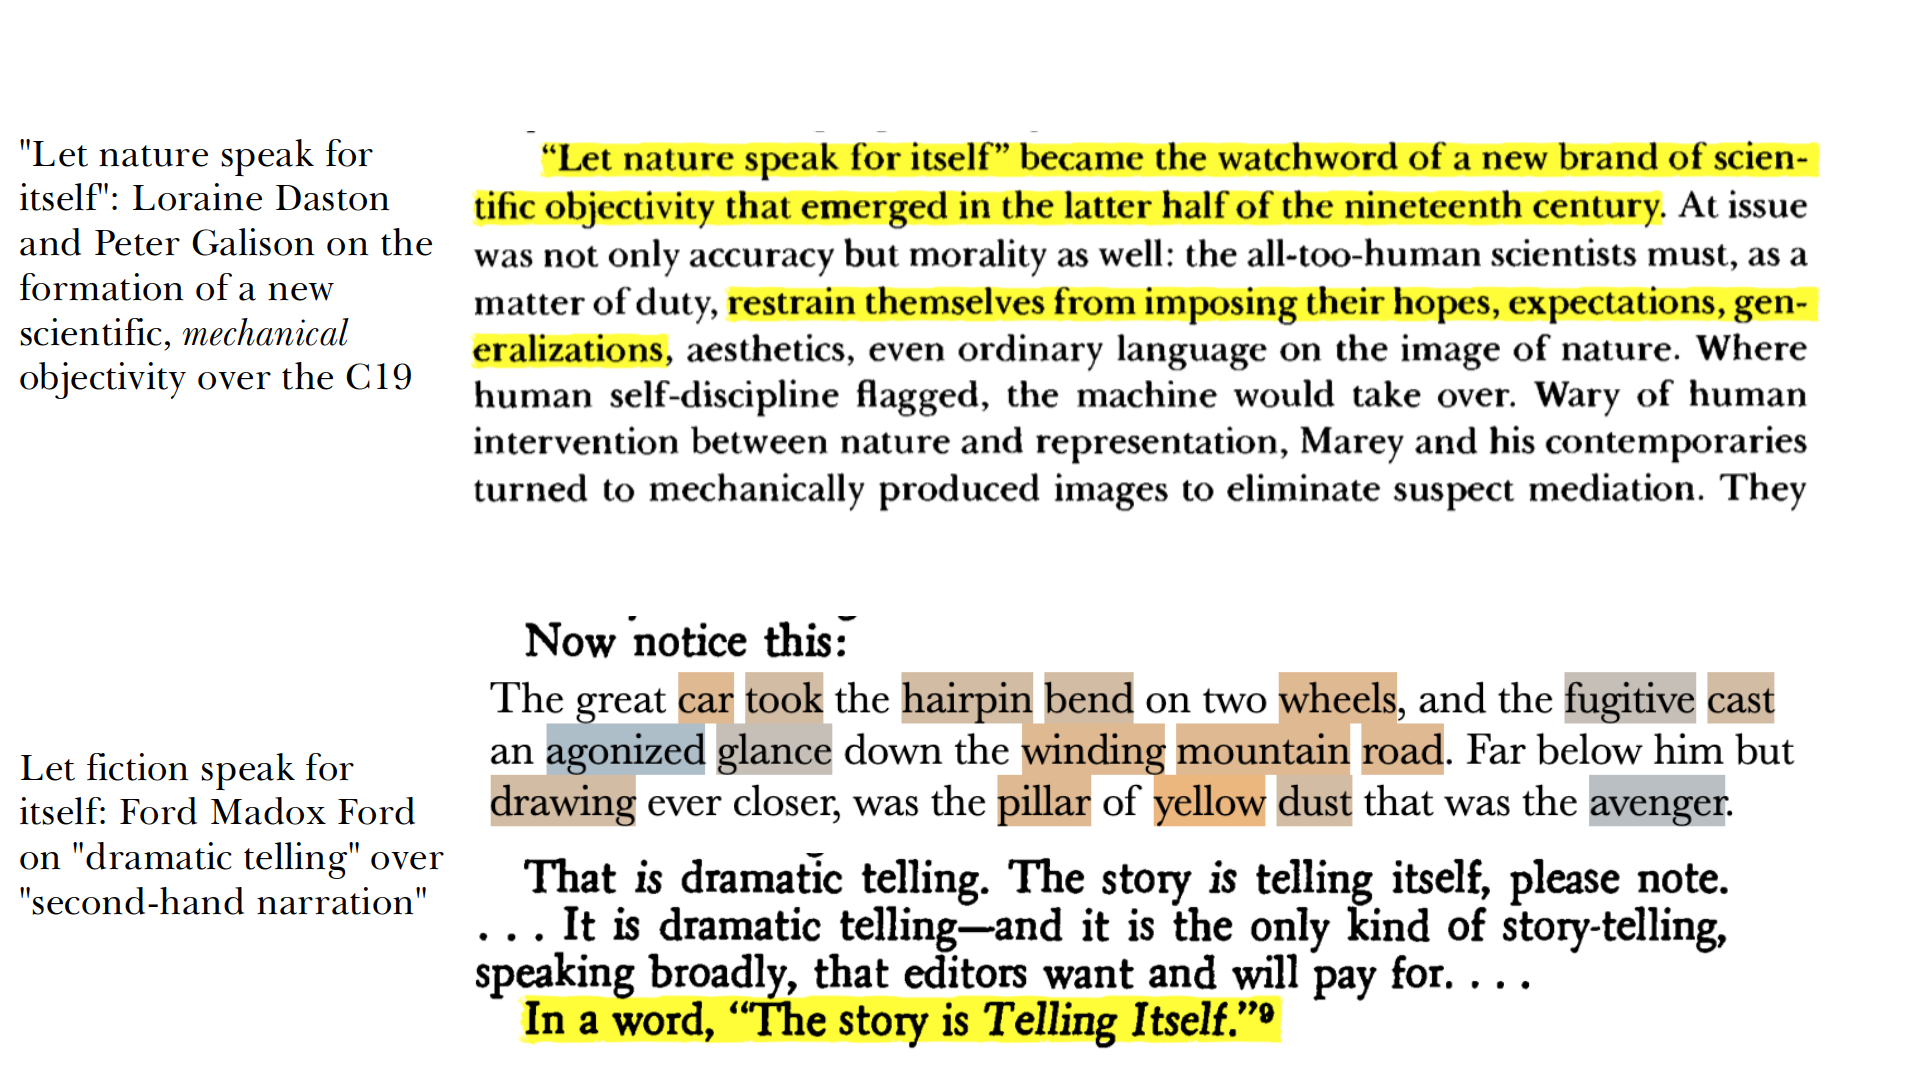 "Let nature speak for
itself": Loraine Daston
and Peter Galison on the
formation of a new
scientific, mechanical
objectivity over the C19
“Let nature speak for itself” became the watchword of a new brand of scien-
tific objectivity that emerged in the latter half of the nineteenth century. At issue
was not only accuracy but morality as well: the all-too-human scientists must, as a
matter of duty, restrain themselves from imposing their hopes, expectations, gen-
eralizations, aesthetics, even ordinary language on the image of nature. Where
human self-discipline flagged, the machine would take over. Wary of human
intervention between nature and representation, Marey and his contemporaries
turned to mechanically produced images to eliminate suspect mediation. They
Let fiction speak for
itself: Ford Madox Ford
on "dramatic telling" over
"second-hand narration"
Now notice this:
The great car took the hairpin bend on two wheels, and the fugitive cast
an agonized glance down the winding mountain road. Far below him but
drawing ever closer, was the pillar of yellow dust that was the avenger.
That is dramatic telling. The story is telling itself, please note.
. . . It is dramatic telling—and it is the only kind of story-telling,
speaking broadly, that editors want and will pay for. . . .
In a word, “The story is Telling Itself.”⁹